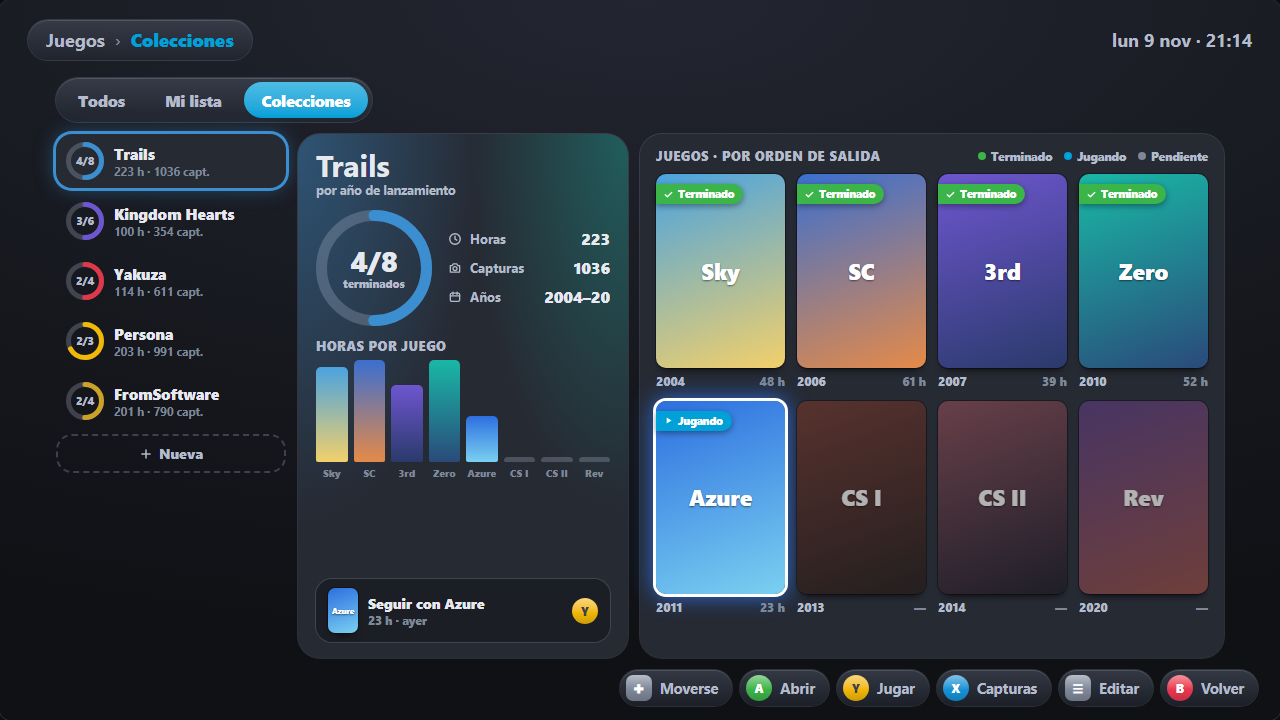 Juegos › Colecciones
lun 9 nov · 21:14
Todos
Mi lista
Colecciones
4/8
Trails
223 h · 1036 capt.
3/6
Kingdom Hearts
100 h · 354 capt.
2/4
Yakuza
114 h · 611 capt.
2/3
Persona
203 h · 991 capt.
2/4
FromSoftware
201 h · 790 capt.
+ Nueva
Trails
por año de lanzamiento
4/8
terminados
Horas 223
Capturas 1036
Años 2004–20
HORAS POR JUEGO
Sky SC 3rd Zero Azure CS I CS II Rev
Azure
Seguir con Azure
23 h · ayer
Y
JUEGOS · POR ORDEN DE SALIDA
Terminado Jugando Pendiente
Terminado
Sky
2004 48 h
Terminado
SC
2006 61 h
Terminado
3rd
2007 39 h
Terminado
Zero
2010 52 h
Jugando
Azure
2011 23 h
CS I
2013 —
CS II
2014 —
Rev
2020 —
Moverse
A Abrir
Y Jugar
X Capturas
Editar
B Volver